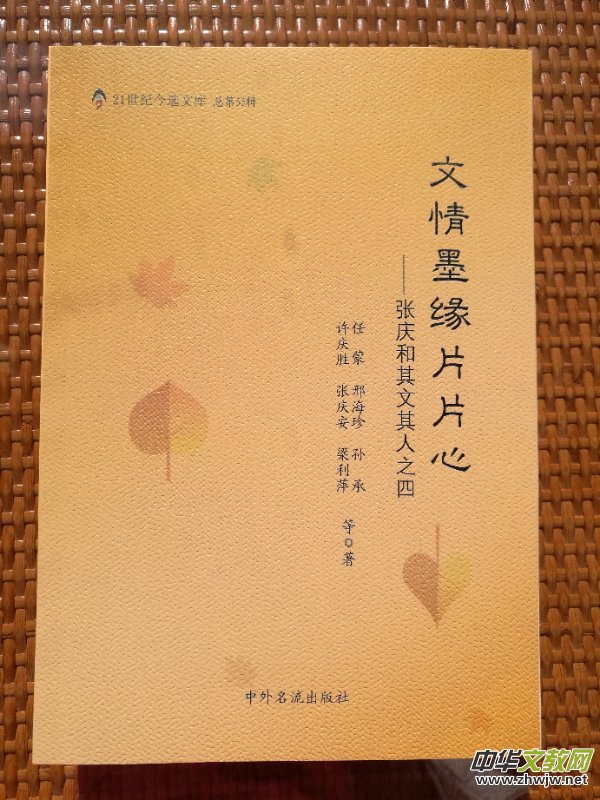 21世纪今选文库 总第53辑
文情墨缘片片心
——张庆和其文其人之四
任蒙 邢海珍 孙承
许庆胜 张庆安 梁利萍
等◎著
中外名流出版社
中华文教网
www.zhwjw.com